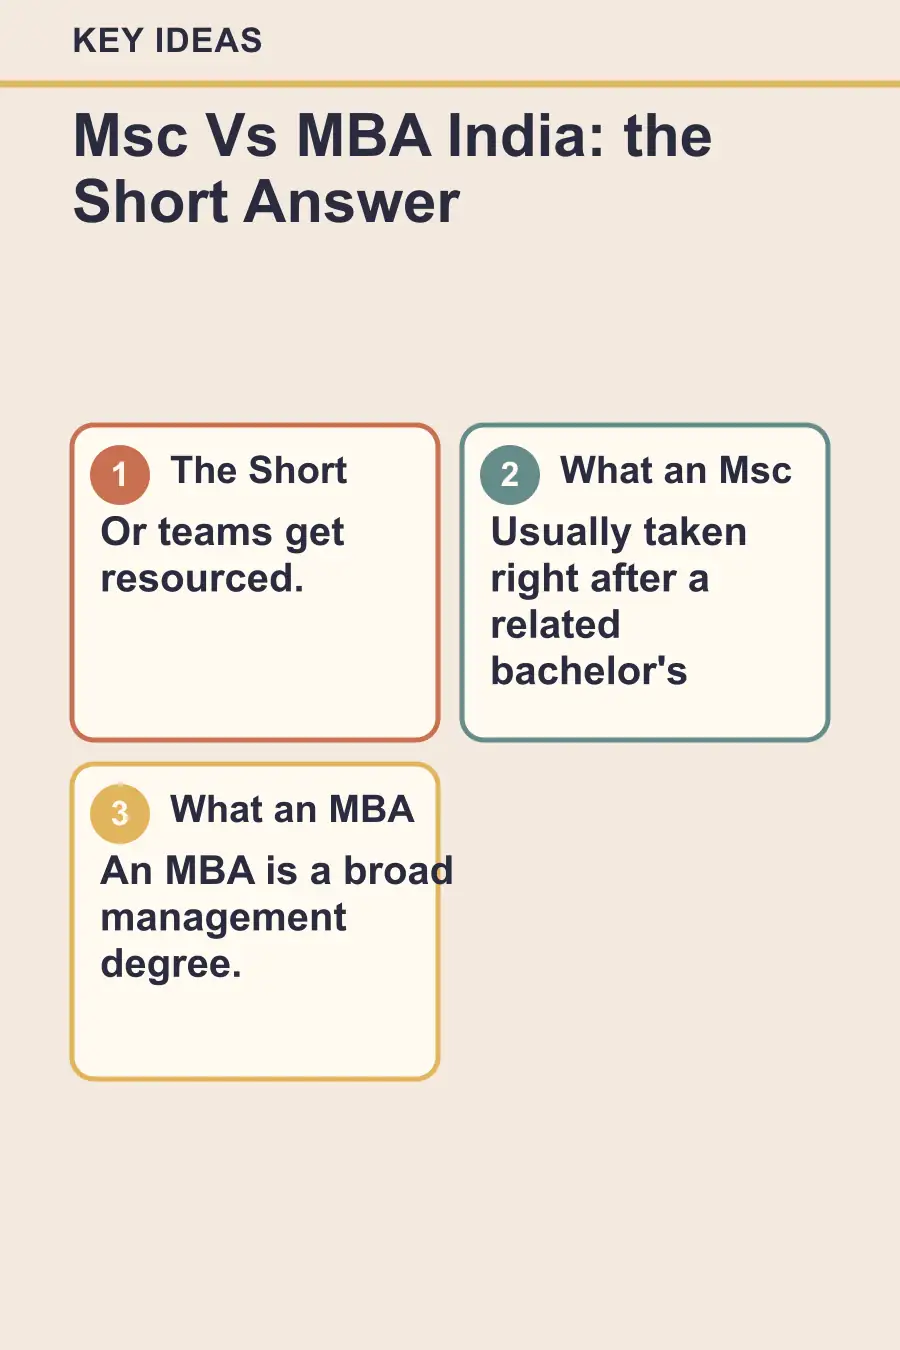 KEY IDEAS
Msc Vs MBA India: the
Short Answer
1 The Short
Or teams get
resourced.
2 What an Msc
Usually taken
right after a
related
bachelor's
3 What an MBA
An MBA is a broad
management
degree.